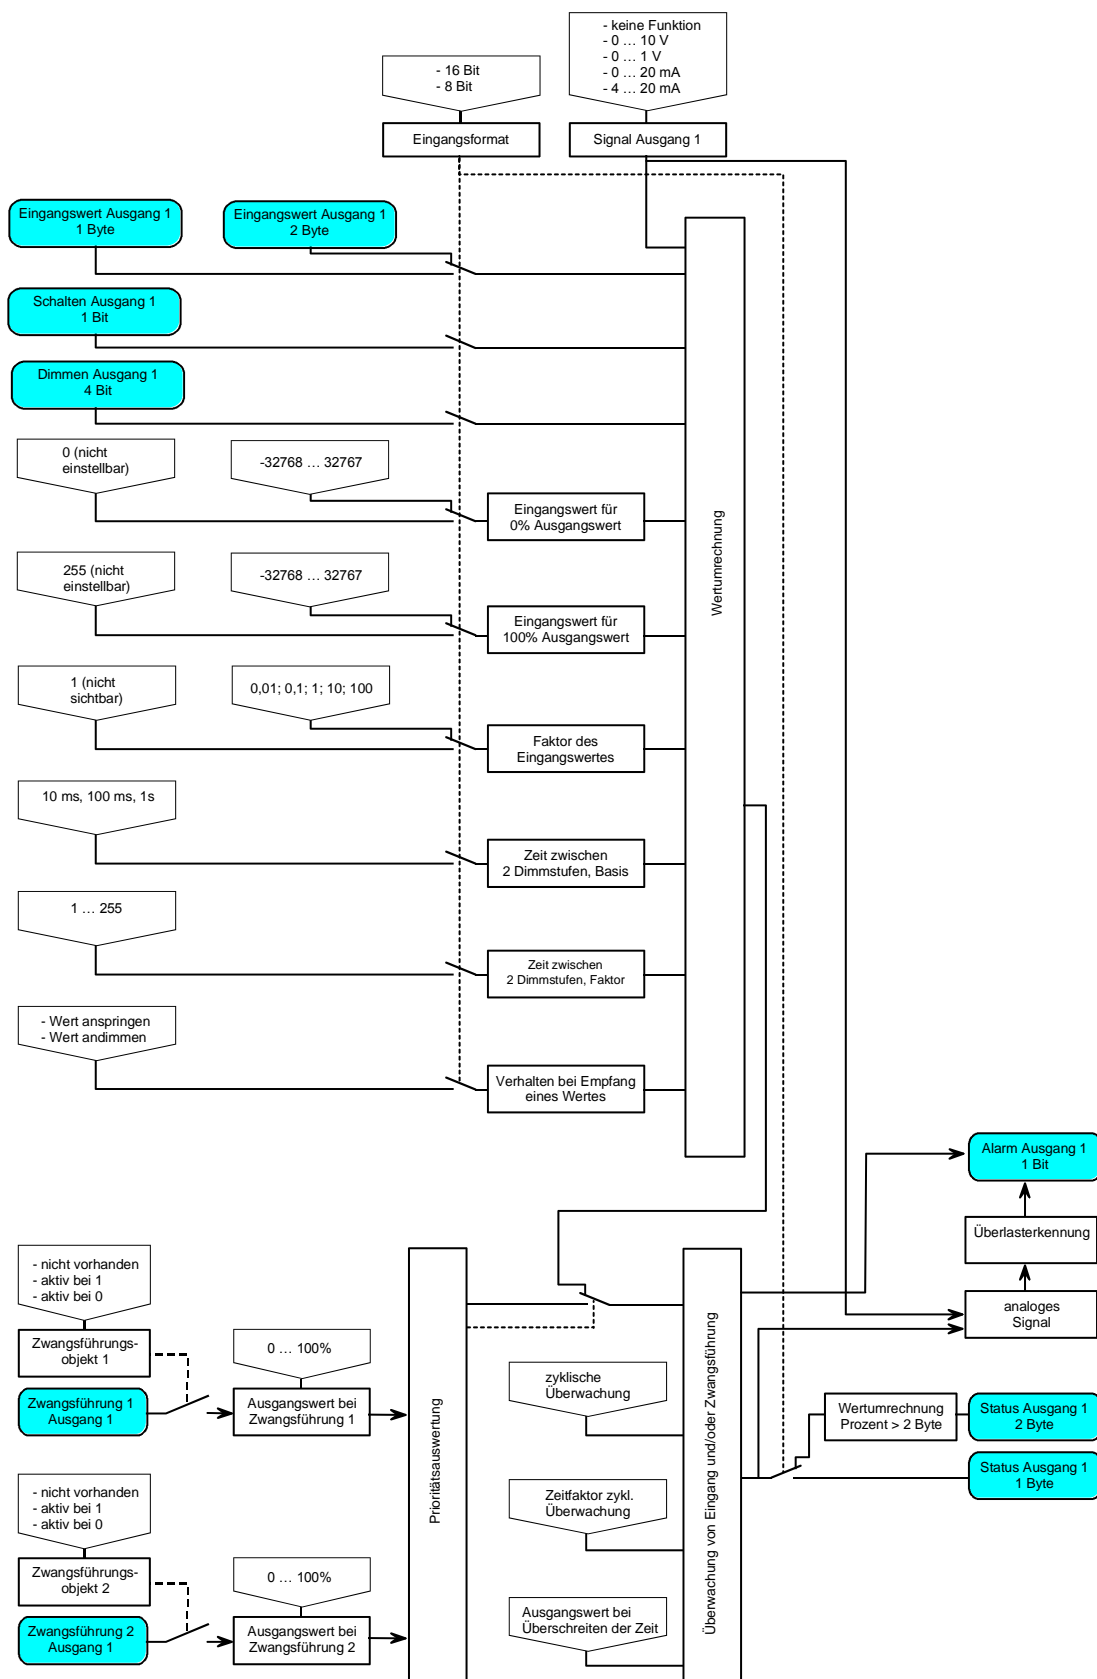 - keine Funktion
- 0 ... 10 V
- 0 ... 1 V
- 0 ... 20 mA
- 4 ... 20 mA
- 16 Bit
- 8 Bit
Eingangsformat
Signal Ausgang 1
Eingangswert Ausgang 1
1 Byte
Eingangswert Ausgang 1
2 Byte
Schalten Ausgang 1
1 Bit
Dimmen Ausgang 1
4 Bit
0 (nicht
einstellbar)
-32768 ... 32767
Eingangswert für
0% Ausgangswert
Wertumrechnung
255 (nicht
einstellbar)
-32768 ... 32767
Eingangswert für
100% Ausgangswert
1 (nicht
sichtbar)
0,01; 0,1; 1; 10; 100
Faktor des
Eingangswertes
10 ms, 100 ms, 1s
Zeit zwischen
2 Dimmstufen, Basis
1 ... 255
Zeit zwischen
2 Dimmstufen, Faktor
- Wert anspringen
- Wert andimmen
Verhalten bei Empfang
eines Wertes
Alarm Ausgang 1
1 Bit
Überlasterkennung
analoges
Signal
- nicht vorhanden
- aktiv bei 1
- aktiv bei 0
Zwangsführungs-
objekt 1
0 ... 100%
Zwangsführung 1
Ausgang 1
Ausgangswert bei
Zwangsführung 1
Prioritätsauswertung
zyklische
Überwachung
Überwachung von Eingang und/oder Zwangsführung
Wertumrechnung
Prozent > 2 Byte
Status Ausgang 1
2 Byte
Status Ausgang 1
1 Byte
- nicht vorhanden
- aktiv bei 1
- aktiv bei 0
Zeitfaktor zykl.
Überwachung
Zwangsführungs-
objekt 2
0 ... 100%
Zwangsführung 2
Ausgang 1
Ausgangswert bei
Zwangsführung 2
Ausgangswert bei
Überschreiten der Zeit